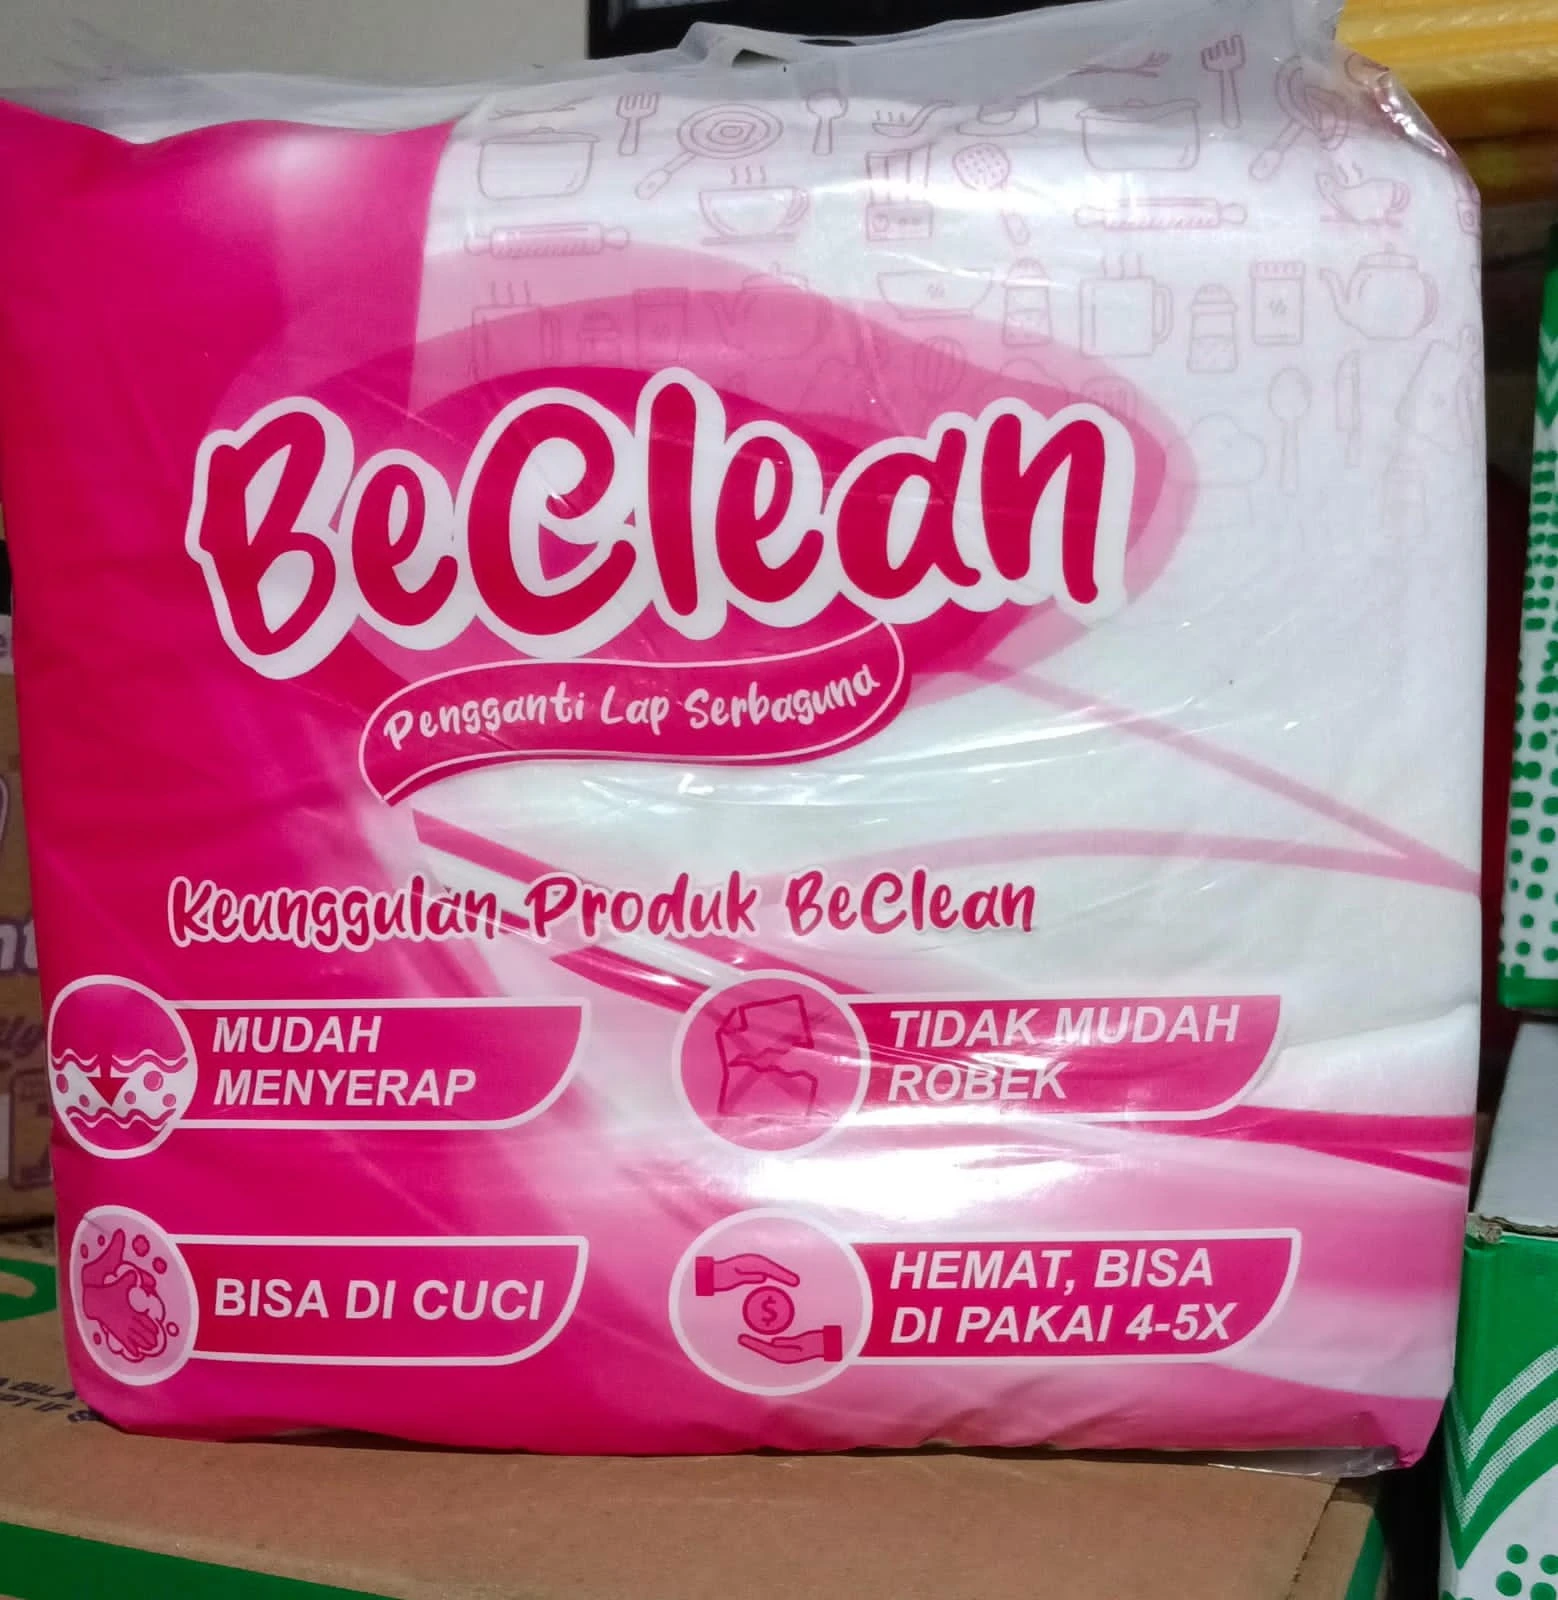 BeClean
Pengganti Lap Serbaguna
Keunggulan Produk BeClean
MUDAH
MENYERAP
TIDAK MUDAH
ROBEK
BISA DI CUCI
HEMAT, BISA
DI PAKAI 4-5X